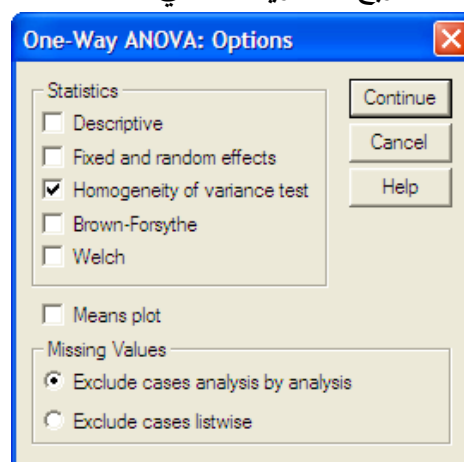 One-Way ANOVA: Options
Statistics
Descriptive
Fixed and random effects
Homogeneity of variance test
Brown-Forsythe
Welch
Means plot
Missing Values
Exclude cases analysis by analysis
Exclude cases listwise
Continue
Cancel
Help